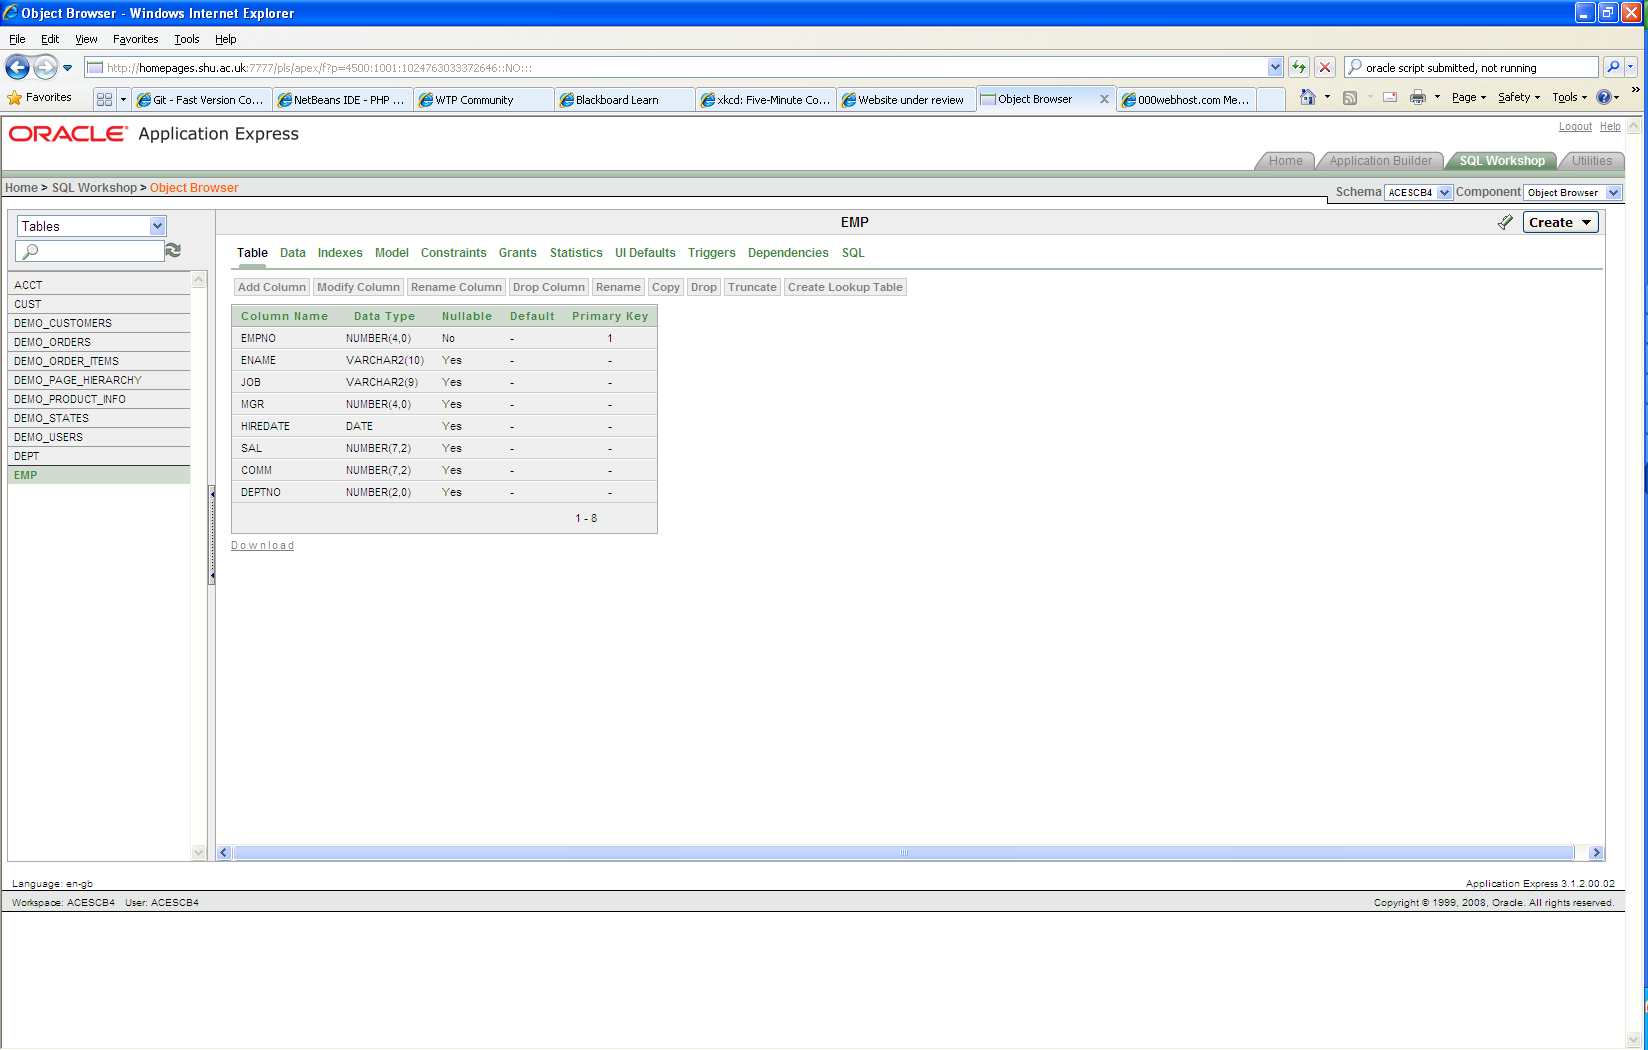 Object Browser - Windows Internet Explorer
File Edit View Favorites Tools Help
http://homepages.shu.ac.uk:7777/pls/apex/f?p=4500:1001:1024763033372646::NO:::
oracle script submitted, not running
Favorites
Git - Fast Version Co...
NetBeans IDE - PHP ...
WTP Community
Blackboard Learn
xkcd: Five-Minute Co...
Website under review
Object Browser
000webhost.com Me...
Page Safety Tools
ORACLE Application Express
Logout Help
Home Application Builder SQL Workshop Utilities
Home > SQL Workshop > Object Browser
Schema ACESCB4 Component Object Browser
Tables
EMP
Create
ACCT
CUST
DEMO_CUSTOMERS
DEMO_ORDERS
DEMO_ORDER_ITEMS
DEMO_PAGE_HIERARCHY
DEMO_PRODUCT_INFO
DEMO_STATES
DEMO_USERS
DEPT
EMP
Table Data Indexes Model Constraints Grants Statistics UI Defaults Triggers Dependencies SQL
Add Column Modify Column Rename Column Drop Column Rename Copy Drop Truncate Create Lookup Table
Column Name Data Type Nullable Default Primary Key
EMPNO NUMBER(4,0) No - 1
ENAME VARCHAR2(10) Yes - -
JOB VARCHAR2(9) Yes - -
MGR NUMBER(4,0) Yes - -
HIREDATE DATE Yes - -
SAL NUMBER(7,2) Yes - -
COMM NUMBER(7,2) Yes - -
DEPTNO NUMBER(2,0) Yes - -
1 - 8
Download
Language: en-gb
Application Express 3.1.2.00.02
Workspace: ACESCB4 User: ACESCB4
Copyright © 1999, 2008, Oracle. All rights reserved.